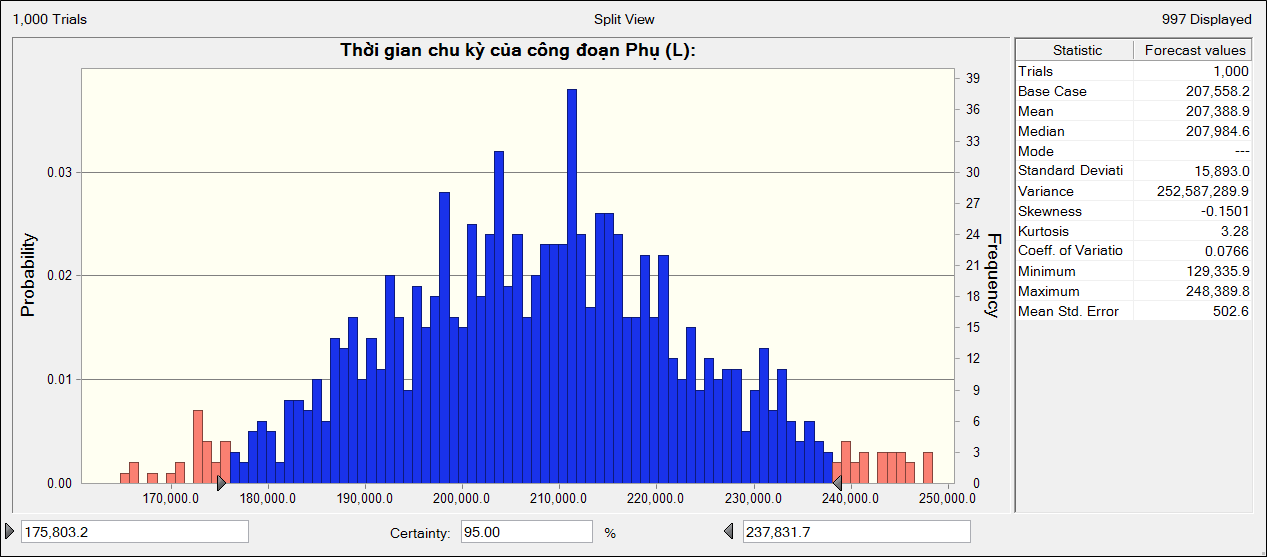 1,000 Trials Split View 997 Displayed
Thời gian chu kỳ của công đoạn Phụ (L):
Probability
0.03
0.02
0.01
0.00
39
36
33
30
27
24
21
18
15
12
9
6
3
0
Frequency
170,000.0 180,000.0 190,000.0 200,000.0 210,000.0 220,000.0 230,000.0 240,000.0 250,000.0
Statistic Forecast values
Trials 1,000
Base Case 207,558.2
Mean 207,388.9
Median 207,984.6
Mode ---
Standard Deviati 15,893.0
Variance 252,587,289.9
Skewness -0.1501
Kurtosis 3.28
Coeff. of Variatio 0.0766
Minimum 129,335.9
Maximum 248,389.8
Mean Std. Error 502.6
175,803.2 Certainty: 95.00 % 237,831.7